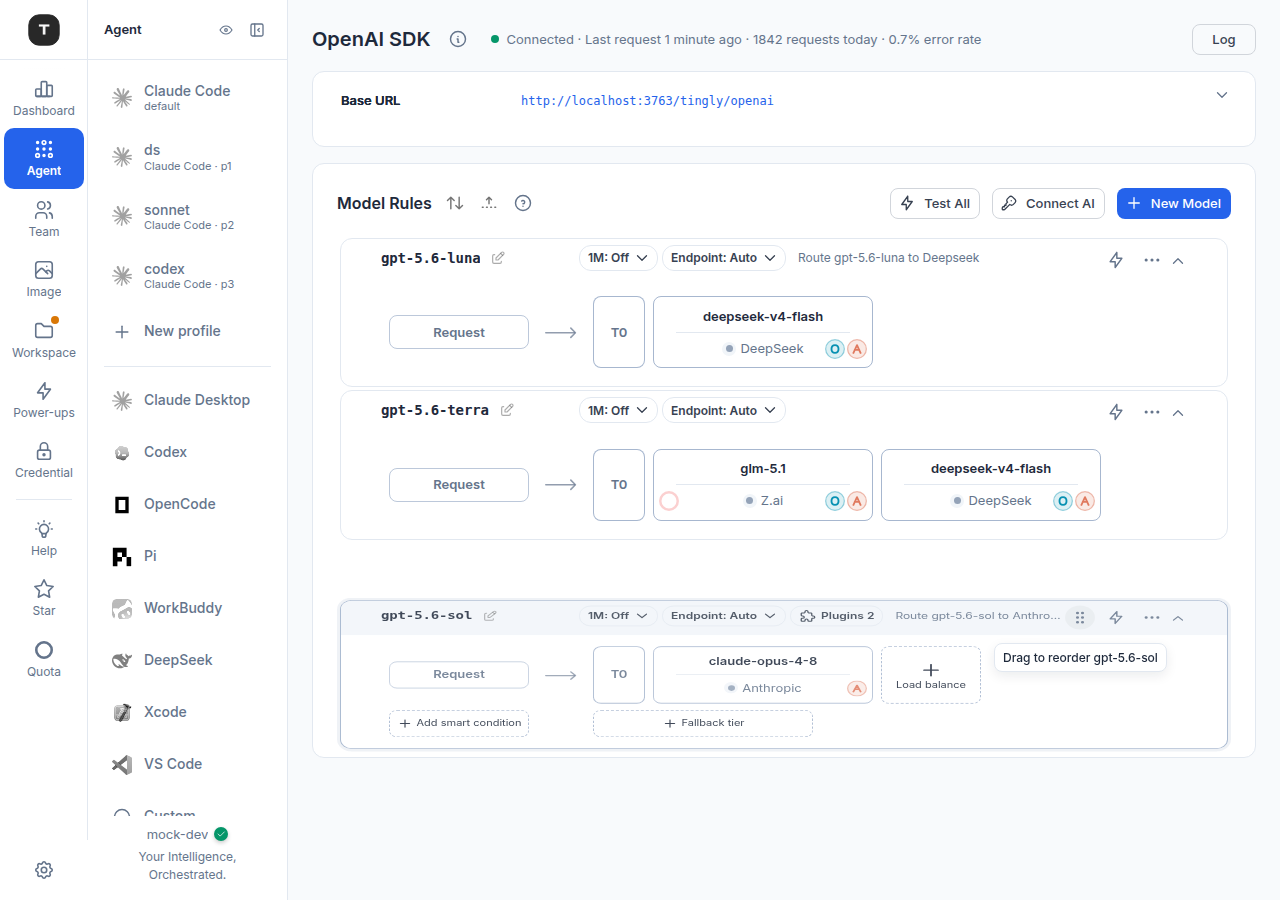 T
Dashboard
Agent
Team
Image
Workspace
Power-ups
Credential
Help
Star
Quota
Agent
Claude Code
default
ds
Claude Code · p1
sonnet
Claude Code · p2
codex
Claude Code · p3
New profile
Claude Desktop
Codex
OpenCode
Pi
WorkBuddy
DeepSeek
Xcode
VS Code
Custom
mock-dev
Your Intelligence,
Orchestrated.
OpenAI SDK
Connected · Last request 1 minute ago · 1842 requests today · 0.7% error rate
Log
Base URL
http://localhost:3763/tingly/openai
Model Rules
Test All
Connect AI
New Model
gpt-5.6-luna
1M: Off
Endpoint: Auto
Route gpt-5.6-luna to Deepseek
Request
TO
deepseek-v4-flash
DeepSeek
O
A
gpt-5.6-terra
1M: Off
Endpoint: Auto
Request
TO
glm-5.1
Z.ai
O
A
deepseek-v4-flash
DeepSeek
O
A
gpt-5.6-sol
1M: Off
Endpoint: Auto
Plugins 2
Route gpt-5.6-sol to Anthro...
Drag to reorder gpt-5.6-sol
Request
TO
claude-opus-4-8
Anthropic
A
Load balance
Add smart condition
Fallback tier